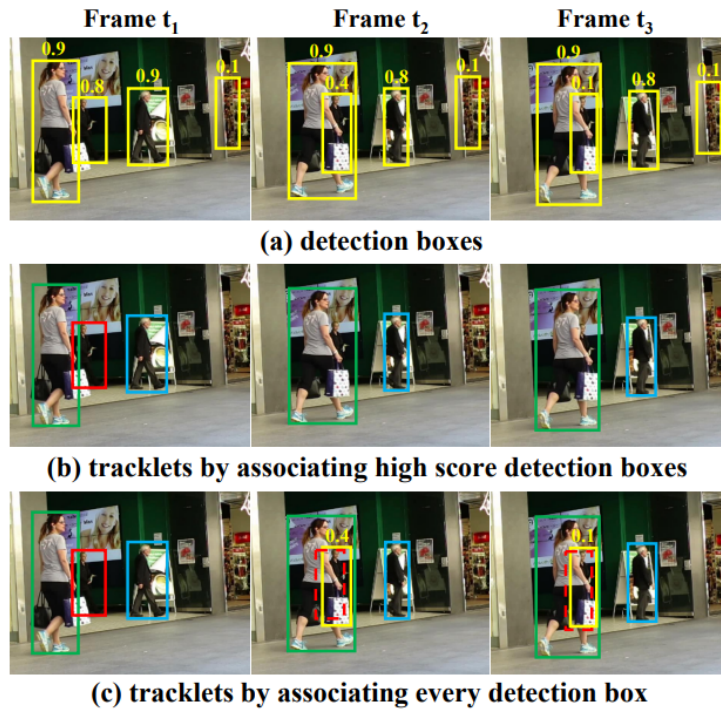 Frame t₁ Frame t₂ Frame t₃
0.9 0.8 0.9 0.1
0.9 0.4 0.8 0.1
0.9 0.1 0.8 0.1
(a) detection boxes
(b) tracklets by associating high score detection boxes
0.4 0.1
(c) tracklets by associating every detection box